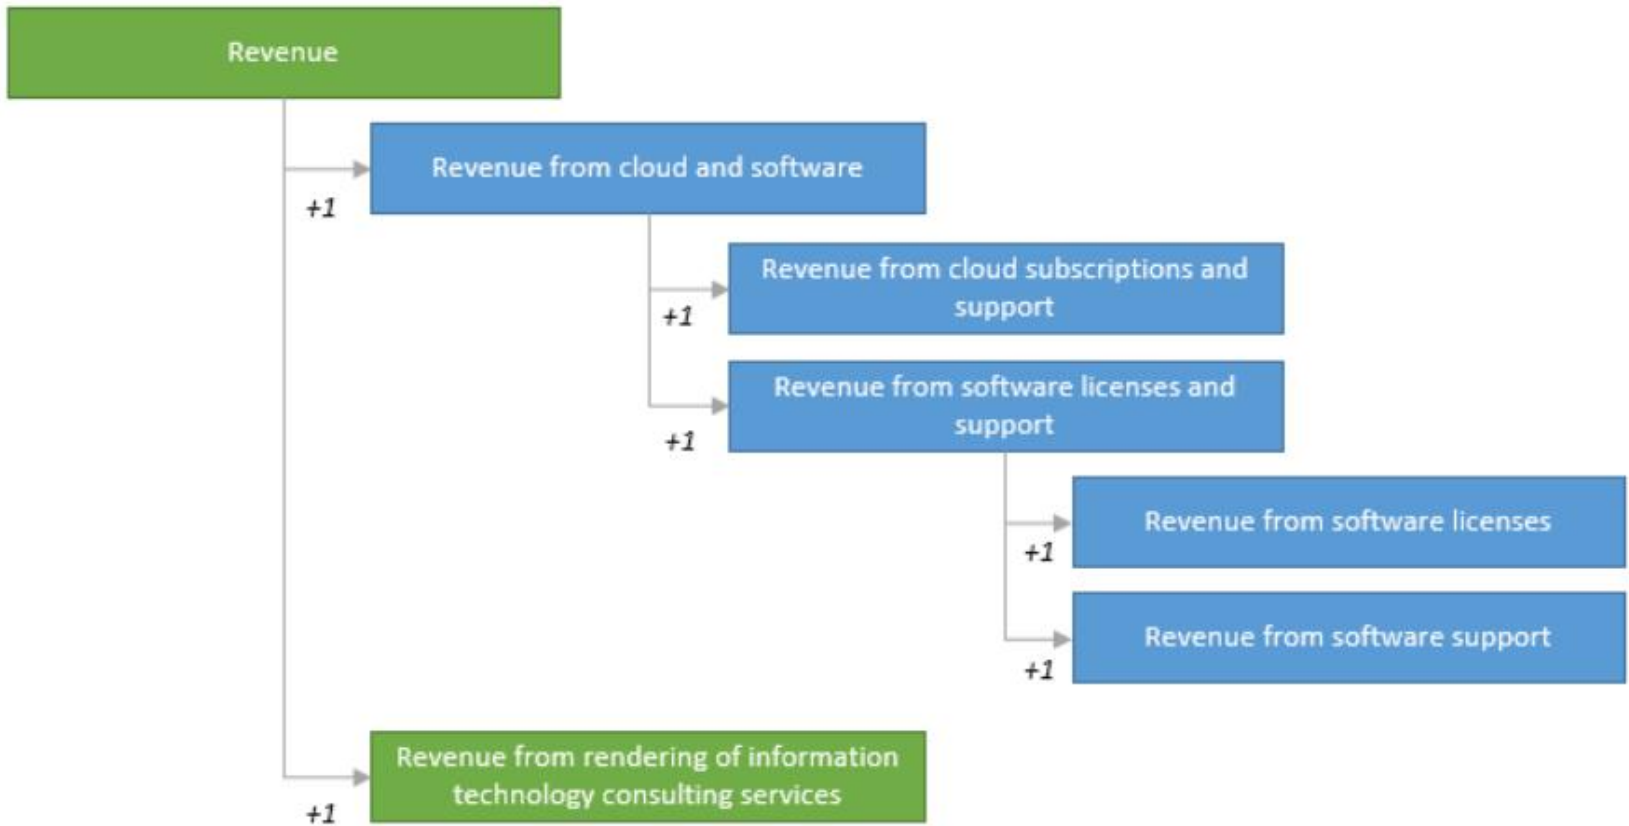 Revenue
Revenue from cloud and software
+1
Revenue from cloud subscriptions and
support
+1
Revenue from software licenses and
support
+1
Revenue from software licenses
+1
Revenue from software support
+1
Revenue from rendering of information
technology consulting services
+1